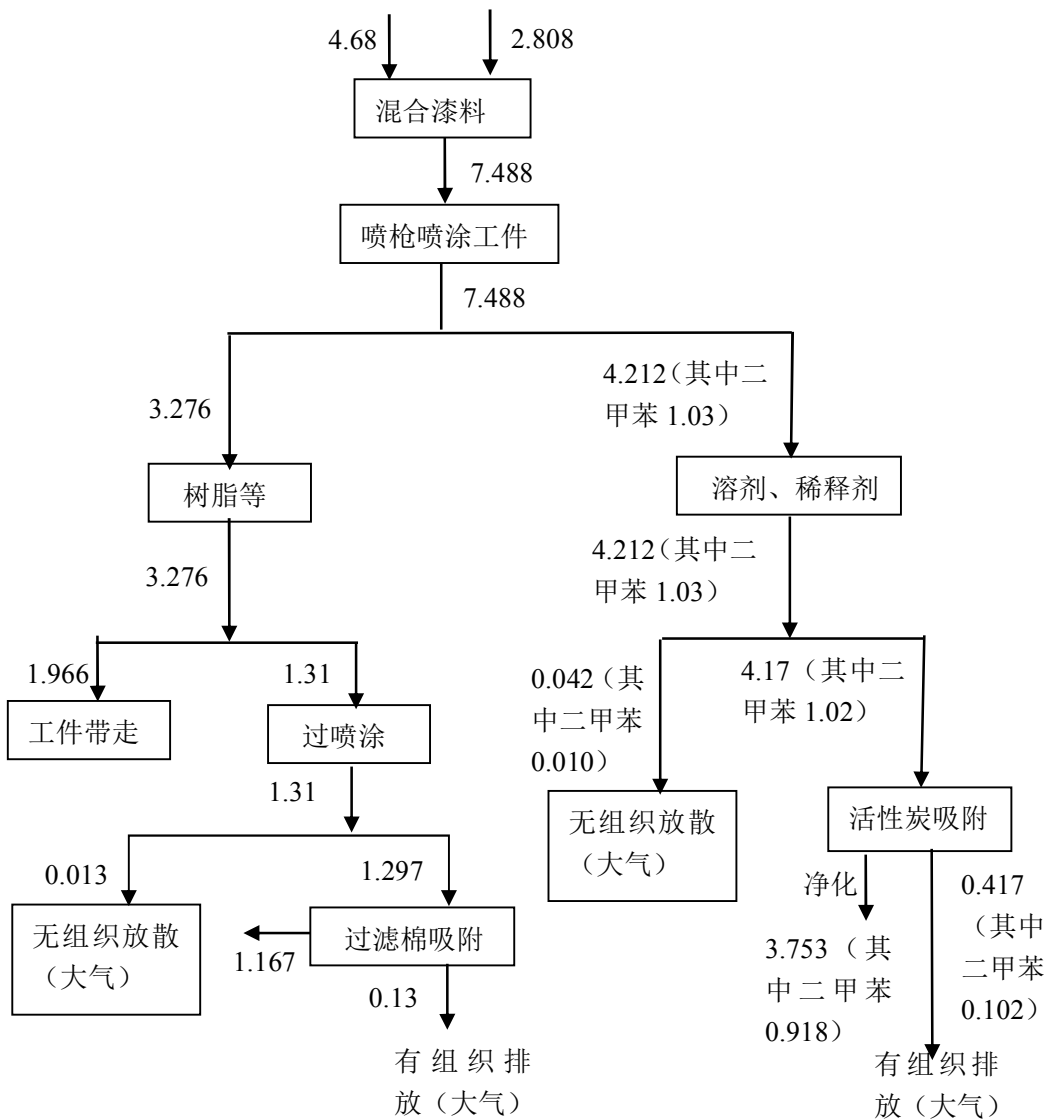 4.68
2.808
混合漆料
7.488
喷枪喷涂工件
7.488
3.276
4.212（其中二
甲苯 1.03）
树脂等
溶剂、稀释剂
3.276
4.212（其中二
甲苯 1.03）
1.966
1.31
0.042（其
中二甲苯
0.010）
4.17（其中二
甲苯1.02）
工件带走
过喷涂
1.31
无组织放散
（大气）
活性炭吸附
0.013
1.297
净化
0.417
（其中
二甲苯
0.102）
无组织放散
（大气）
过滤棉吸附
1.167
0.13
3.753（其
中二甲苯
0.918）
有组织排
放（大气）
有组织排
放（大气）